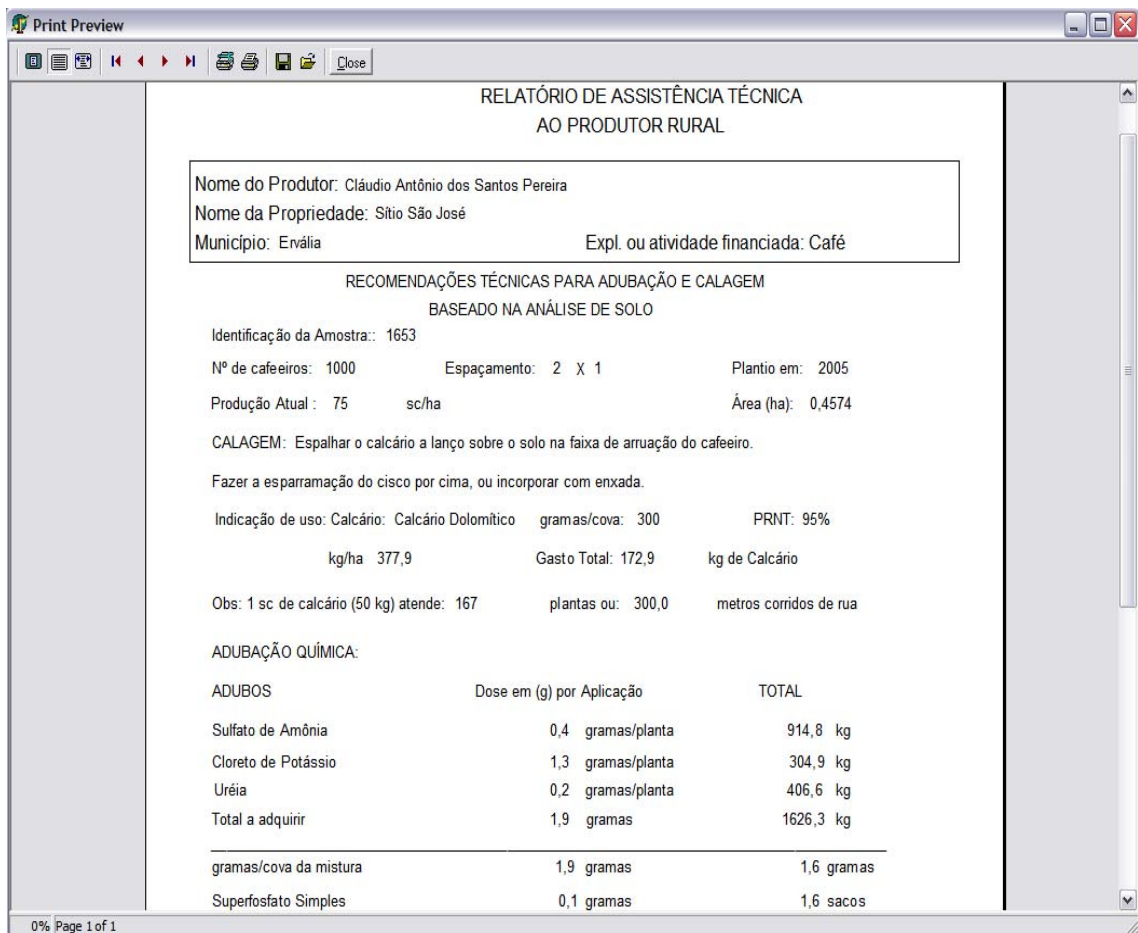 Print Preview
Close
RELATÓRIO DE ASSISTÊNCIA TÉCNICA
AO PRODUTOR RURAL
Nome do Produtor: Cláudio Antônio dos Santos Pereira
Nome da Propriedade: Sítio São José
Município: Ervália Expl. ou atividade financiada: Café
RECOMENDAÇÕES TÉCNICAS PARA ADUBAÇÃO E CALAGEM
BASEADO NA ANÁLISE DE SOLO
Identificação da Amostra:: 1653
Nº de cafeeiros: 1000 Espaçamento: 2 X 1 Plantio em: 2005
Produção Atual : 75 sc/ha Área (ha): 0,4574
CALAGEM: Espalhar o calcário a lanço sobre o solo na faixa de arruação do cafeeiro.
Fazer a esparramação do cisco por cima, ou incorporar com enxada.
Indicação de uso: Calcário: Calcário Dolomítico gramas/cova: 300 PRNT: 95%
kg/ha 377,9 Gasto Total: 172,9 kg de Calcário
Obs: 1 sc de calcário (50 kg) atende: 167 plantas ou: 300,0 metros corridos de rua
ADUBAÇÃO QUÍMICA:
ADUBOS Dose em (g) por Aplicação TOTAL
Sulfato de Amônia 0,4 gramas/planta 914,8 kg
Cloreto de Potássio 1,3 gramas/planta 304,9 kg
Uréia 0,2 gramas/planta 406,6 kg
Total a adquirir 1,9 gramas 1626,3 kg
gramas/cova da mistura 1,9 gramas 1,6 gramas
Superfosfato Simples 0,1 gramas 1,6 sacos
0% Page 1 of 1